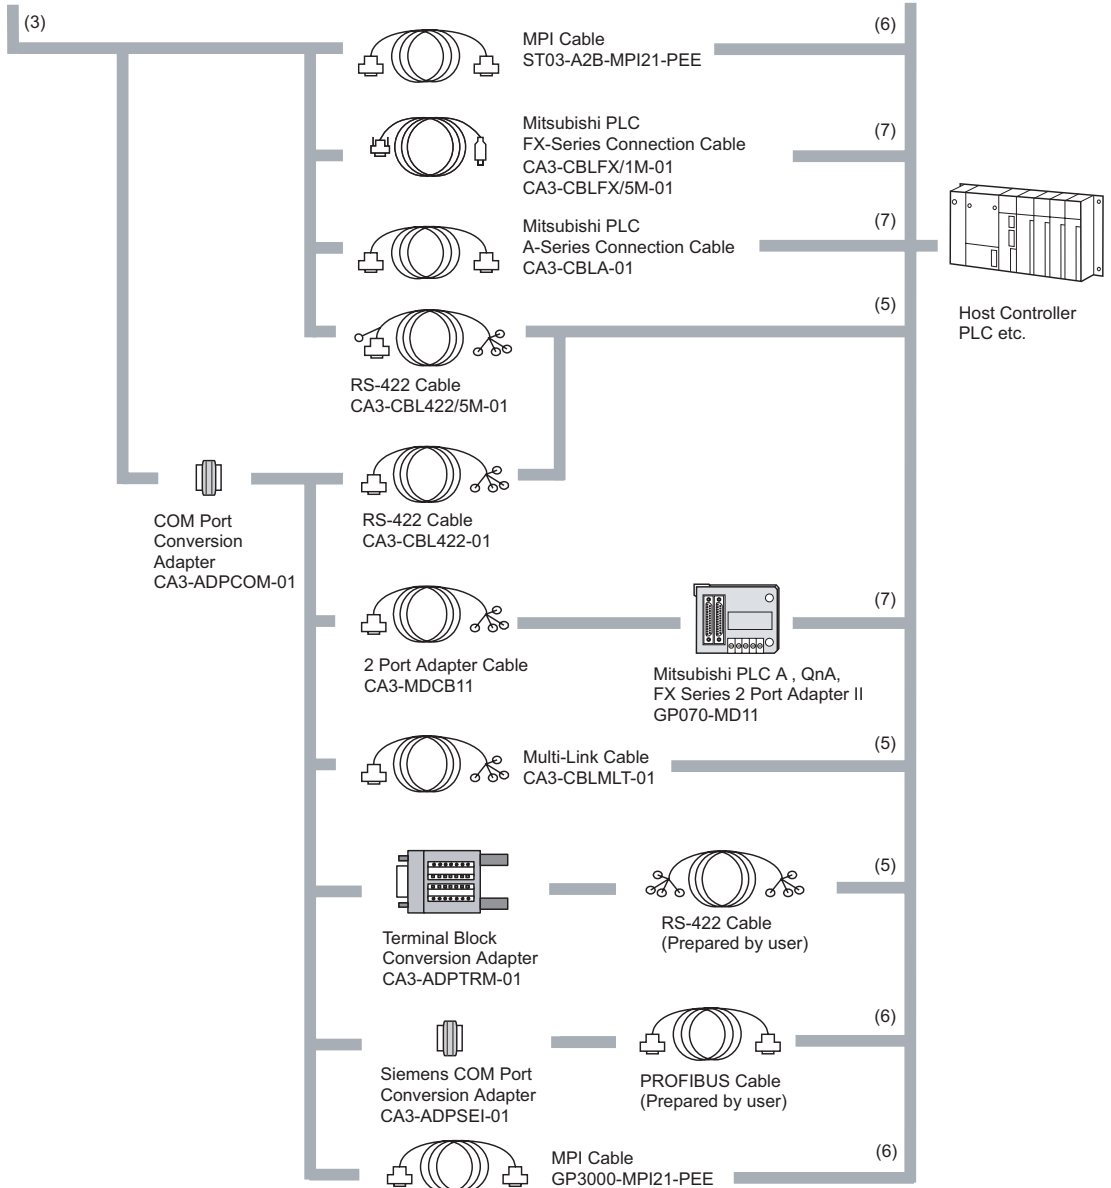 (3)
MPI Cable
ST03-A2B-MPI21-PEE
(6)
Mitsubishi PLC
FX-Series Connection Cable
CA3-CBLFX/1M-01
CA3-CBLFX/5M-01
(7)
Mitsubishi PLC
A-Series Connection Cable
CA3-CBLA-01
(7)
Host Controller
PLC etc.
(5)
RS-422 Cable
CA3-CBL422/5M-01
COM Port
Conversion
Adapter
CA3-ADPCOM-01
RS-422 Cable
CA3-CBL422-01
2 Port Adapter Cable
CA3-MDCB11
(7)
Mitsubishi PLC A , QnA,
FX Series 2 Port Adapter II
GP070-MD11
Multi-Link Cable
CA3-CBLMLT-01
(5)
Terminal Block
Conversion Adapter
CA3-ADPTRM-01
(5)
RS-422 Cable
(Prepared by user)
Siemens COM Port
Conversion Adapter
CA3-ADPSEI-01
(6)
PROFIBUS Cable
(Prepared by user)
MPI Cable
GP3000-MPI21-PEE
(6)